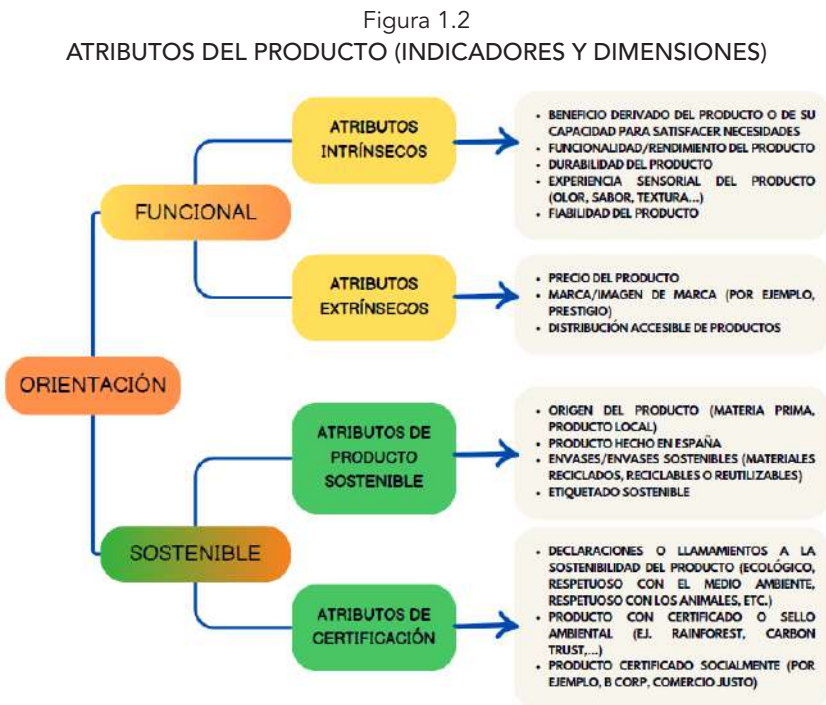 Figura 1.2
ATRIBUTOS DEL PRODUCTO (INDICADORES Y DIMENSIONES)
ORIENTACIÓN
FUNCIONAL
ATRIBUTOS
INTRÍNSECOS
• BENEFICIO DERIVADO DEL PRODUCTO O DE SU
CAPACIDAD PARA SATISFACER NECESIDADES
• FUNCIONALIDAD/RENDIMIENTO DEL PRODUCTO
• DURABILIDAD DEL PRODUCTO
• EXPERIENCIA SENSORIAL DEL PRODUCTO
(OLOR, SABOR, TEXTURA...)
• FIABILIDAD DEL PRODUCTO
ATRIBUTOS
EXTRÍNSECOS
• PRECIO DEL PRODUCTO
• MARCA/IMAGEN DE MARCA (POR EJEMPLO,
PRESTIGIO)
• DISTRIBUCIÓN ACCESIBLE DE PRODUCTOS
SOSTENIBLE
ATRIBUTOS DE
PRODUCTO
SOSTENIBLE
• ORIGEN DEL PRODUCTO (MATERIA PRIMA,
PRODUCTO LOCAL)
• PRODUCTO HECHO EN ESPAÑA
• ENVASES/ENVASES SOSTENIBLES (MATERIALES
RECICLADOS, RECICLABLES O REUTILIZABLES)
• ETIQUETADO SOSTENIBLE
ATRIBUTOS DE
CERTIFICACIÓN
• DECLARACIONES O LLAMAMIENTOS A LA
SOSTENIBILIDAD DEL PRODUCTO (ECOLÓGICO,
RESPETUOSO CON EL MEDIO AMBIENTE,
RESPETUOSO CON LOS ANIMALES, ETC.)
• PRODUCTO CON CERTIFICADO O SELLO
AMBIENTAL (EJ. RAINFOREST, CARBON
TRUST,...)
• PRODUCTO CERTIFICADO SOCIALMENTE (POR
EJEMPLO, B CORP, COMERCIO JUSTO)